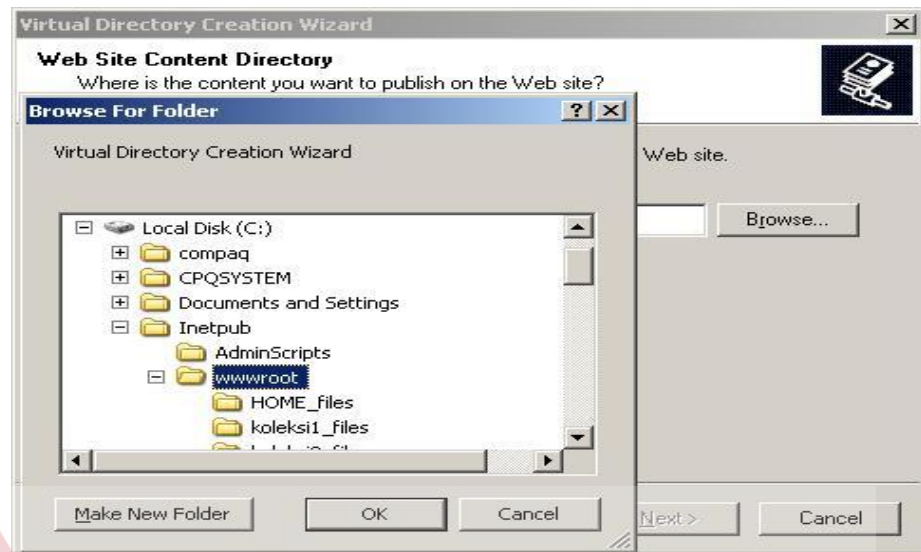 Virtual Directory Creation Wizard
Web Site Content Directory
Where is the content you want to publish on the Web site?
Browse For Folder
Virtual Directory Creation Wizard
Web site.
Local Disk (C:)
Browse...
compaq
CPQSYSTEM
Documents and Settings
Inetpub
AdminScripts
wwwroot
HOME_files
koleksi1_files
Make New Folder
OK
Cancel
Next >
Cancel